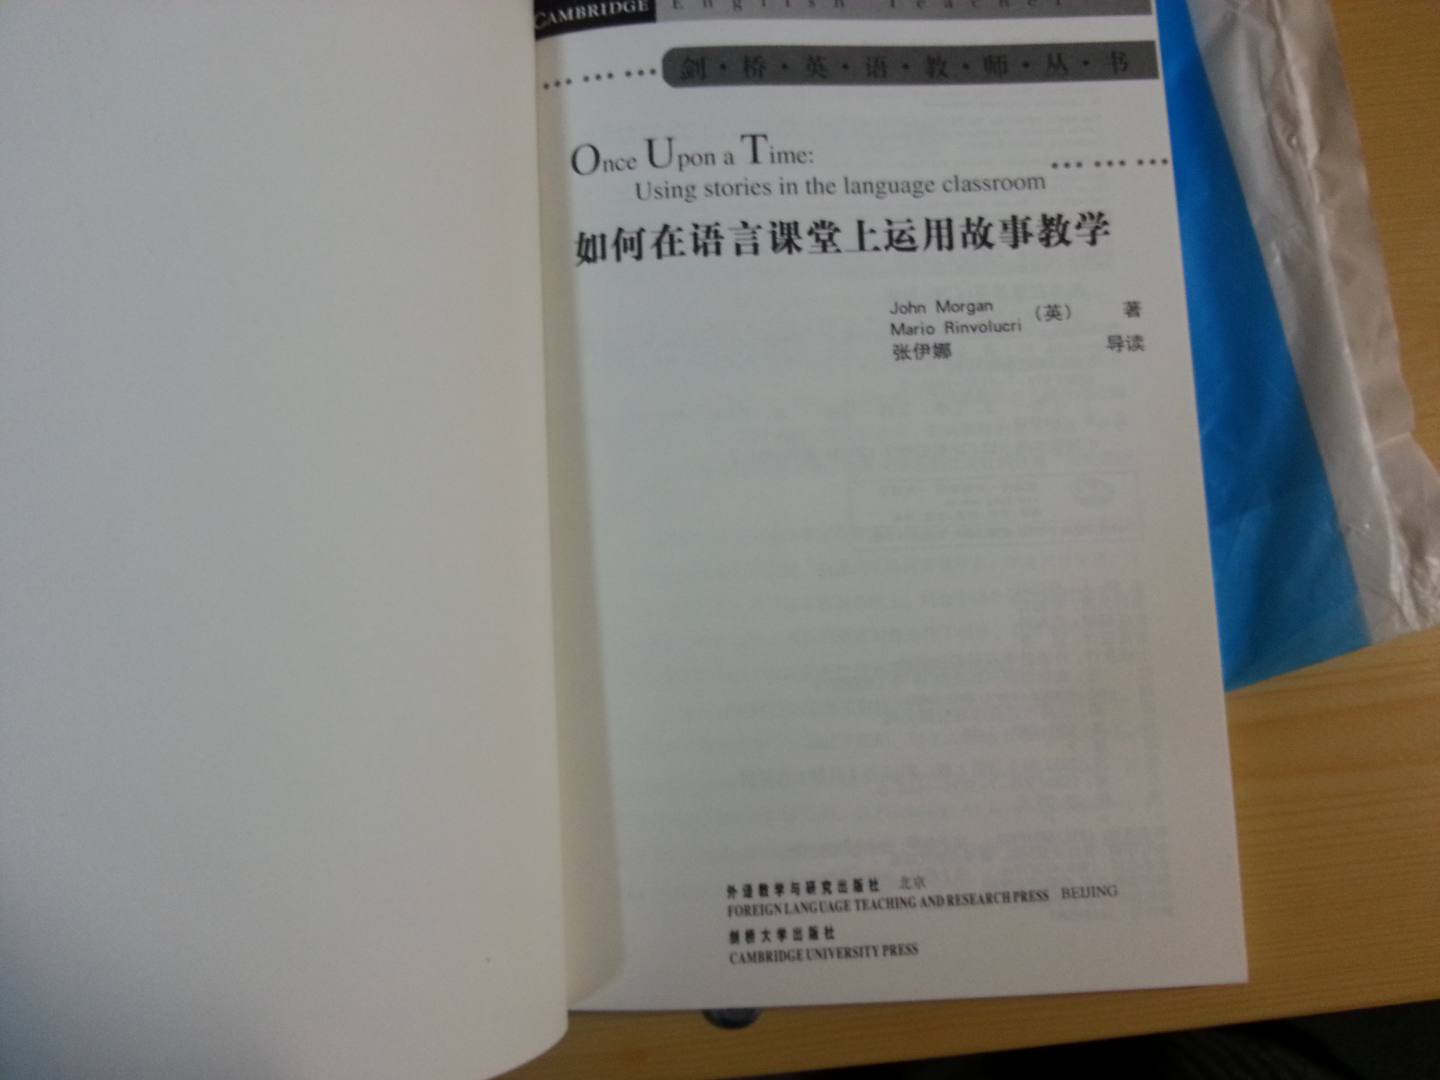 CAMBRIDGE English Teacher
剑·桥·英·语·教·师·丛·书
Once Upon a Time:
Using stories in the language classroom
如何在语言课堂上运用故事教学
John Morgan
Mario Rinvolucri (英) 著
张伊娜 导读
外语教学与研究出版社 北京
FOREIGN LANGUAGE TEACHING AND RESEARCH PRESS BEIJING
剑桥大学出版社
CAMBRIDGE UNIVERSITY PRESS